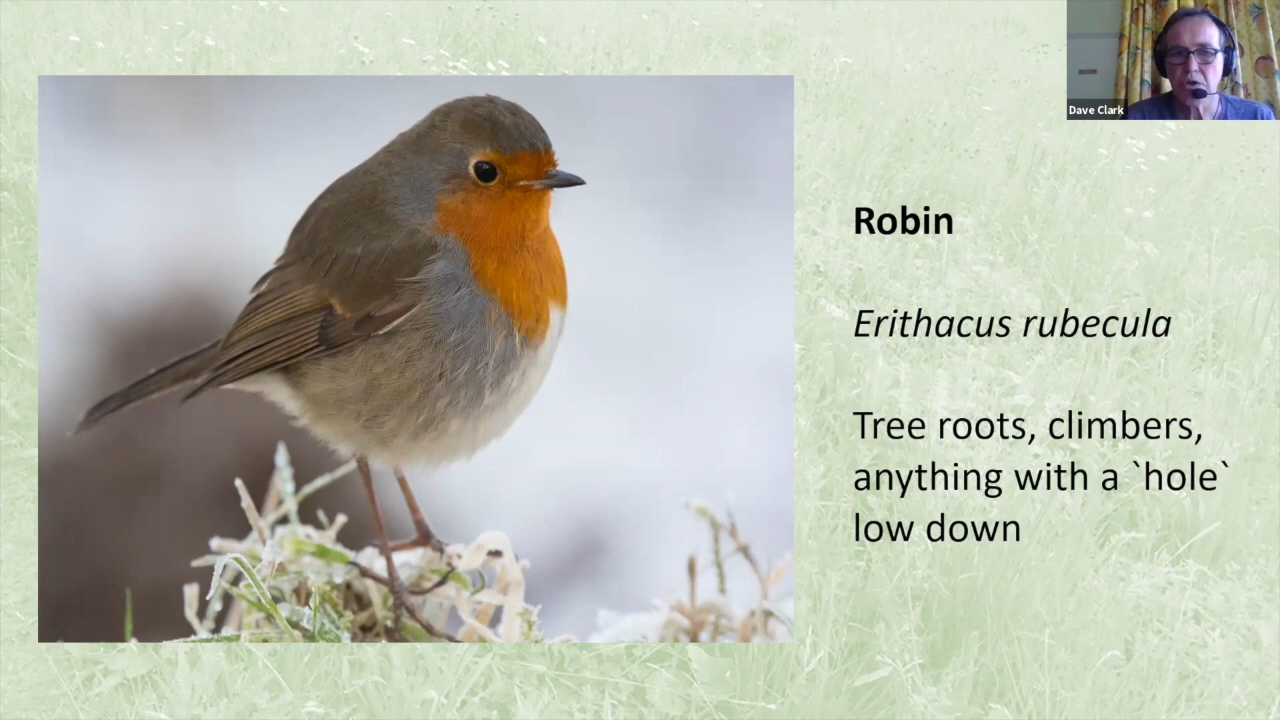 Dave Clark
Robin
Erithacus rubecula
Tree roots, climbers,
anything with a `hole`
low down